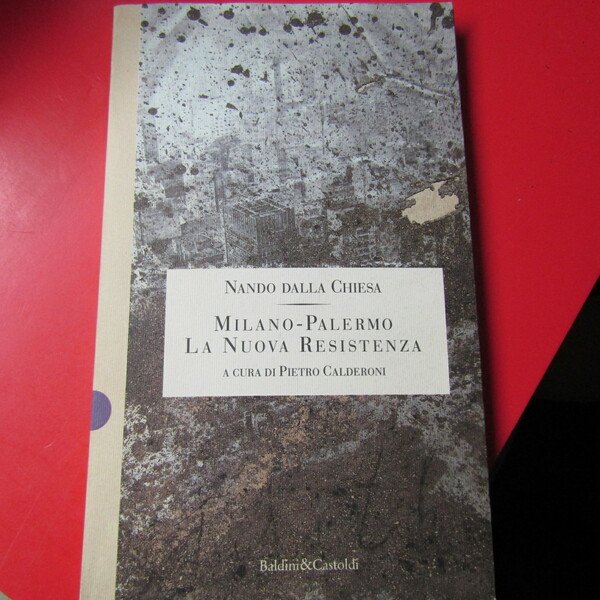 NANDO DALLA CHIESA
MILANO-PALERMO
LA NUOVA RESISTENZA
A CURA DI PIETRO CALDERONI
Baldini&Castoldi